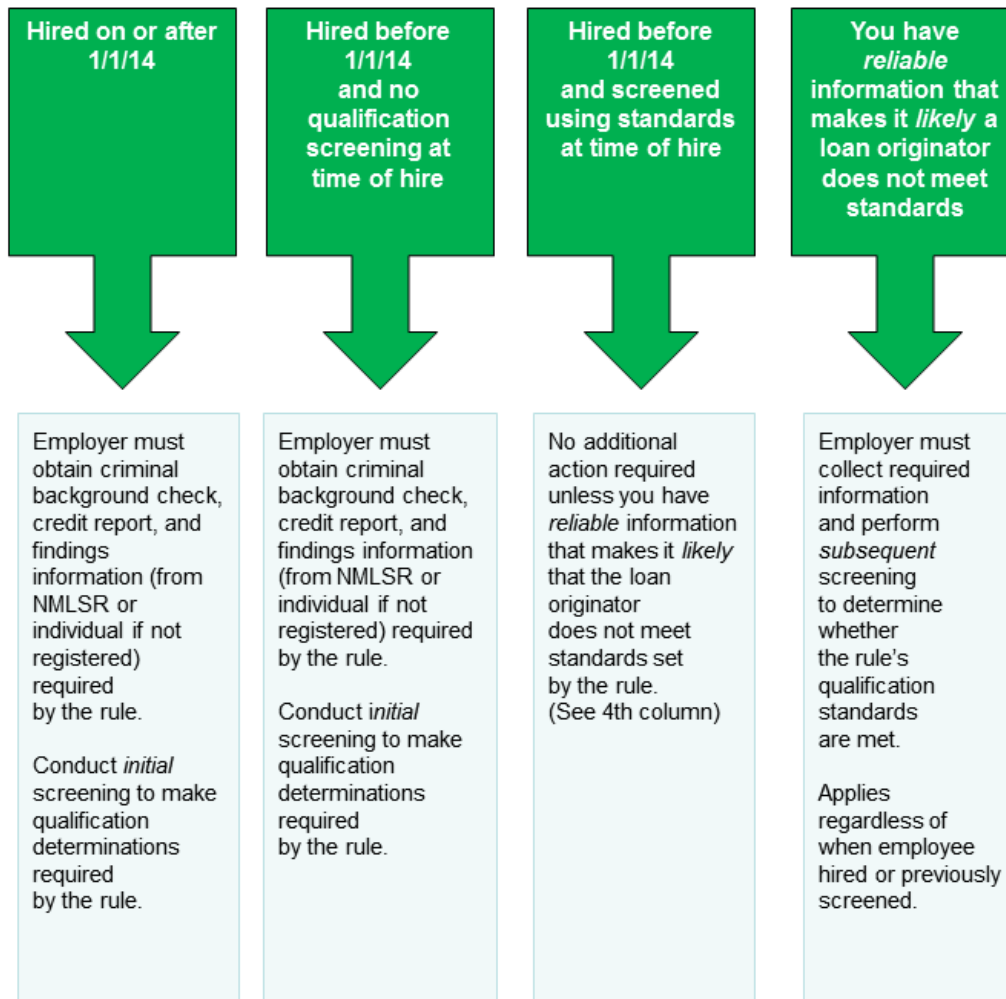 Hired on or after
1/1/14
Hired before
1/1/14
and no
qualification
screening at
time of hire
Hired before
1/1/14
and screened
using standards
at time of hire
You have
reliable
information that
makes it likely a
loan originator
does not meet
standards
Employer must
obtain criminal
background check,
credit report, and
findings
information (from
NMLSR or
individual if not
registered)
required
by the rule.
Conduct initial
screening to make
qualification
determinations
required
by the rule.
Employer must
obtain criminal
background check,
credit report, and
findings information
(from NMLSR or
individual if not
registered) required
by the rule.
Conduct initial
screening to make
qualification
determinations
required
by the rule.
No additional
action required
unless you have
reliable information
that makes it likely
that the loan
originator
does not meet
standards set
by the rule.
(See 4th column)
Employer must
collect required
information
and perform
subsequent
screening
to determine
whether
the rule's
qualification
standards
are met.
Applies
regardless of
when employee
hired or previously
screened.